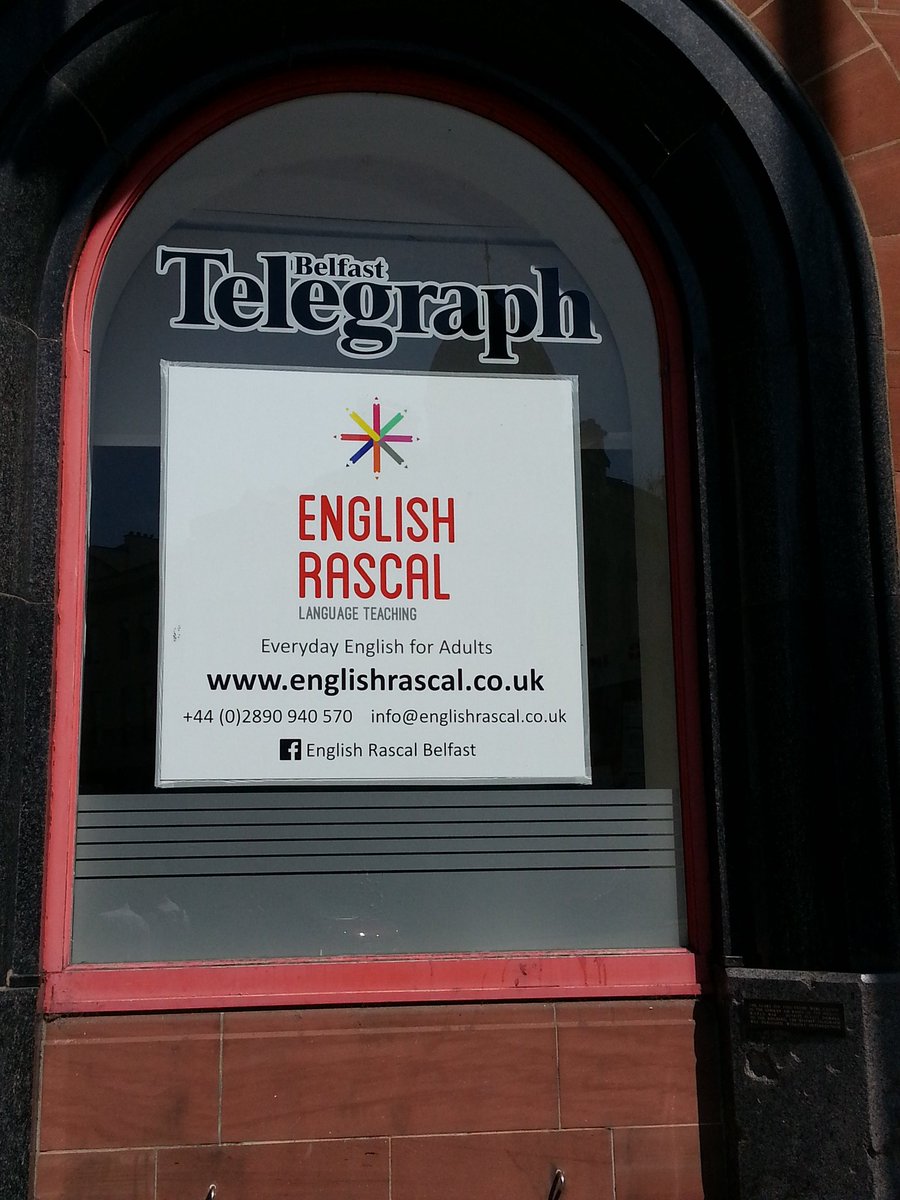 Belfast
Telegraph
ENGLISH
RASCAL
LANGUAGE TEACHING
Everyday English for Adults
www.englishrascal.co.uk
+44 (0)2890 940 570 info@englishrascal.co.uk
f English Rascal Belfast